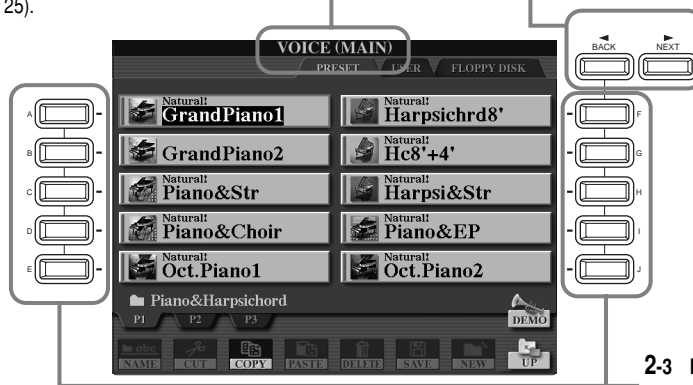 25).
BACK NEXT
VOICE (MAIN)
PRESET USER FLOPPY DISK
A Natural! GrandPiano1 Natural! Harpsichrd8' F
B GrandPiano2 Natural! Hc8'+4' G
C Natural! Piano&Str Natural! Harpsi&Str H
D Natural! Piano&Choir Natural! Piano&EP I
E Natural! Oct.Piano1 Natural! Oct.Piano2 J
Piano&Harpsichord
P1 P2 P3 DEMO
abc
NAME CUT COPY PASTE DELETE SAVE NEW UP
2-3